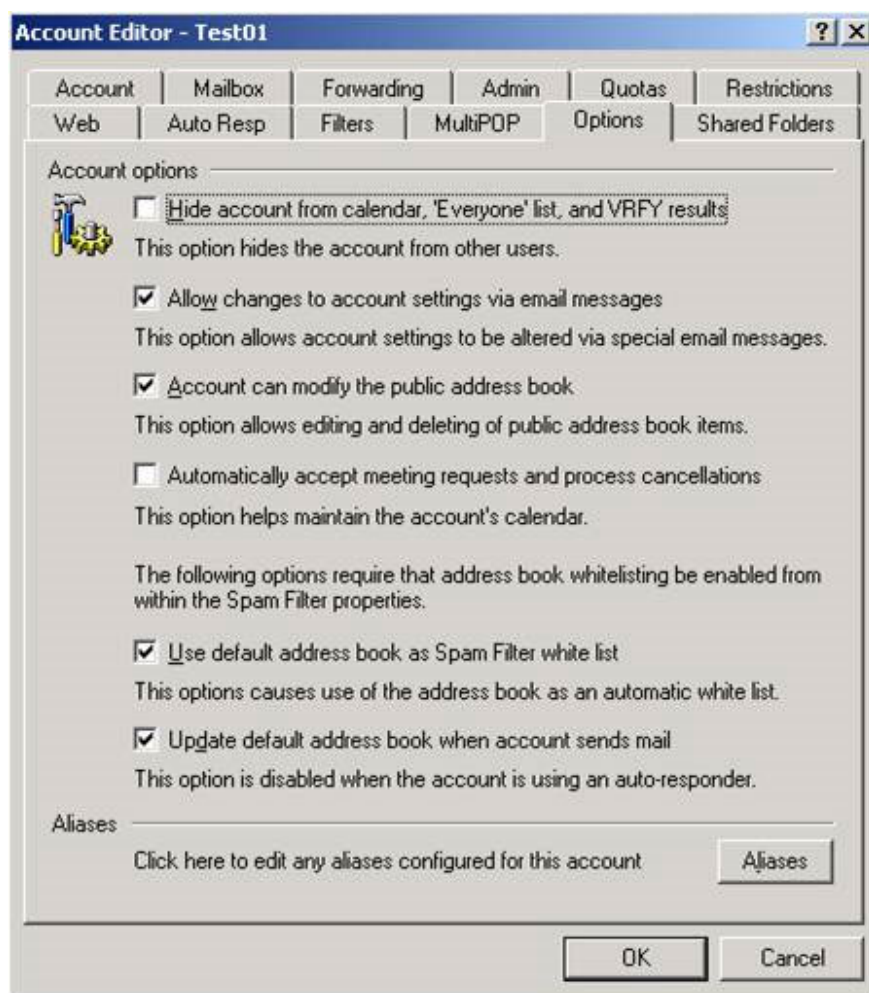 Account Editor - Test01
? X
Account Mailbox Forwarding Admin Quotas Restrictions
Web Auto Resp Filters MultiPOP Options Shared Folders
Account options
Hide account from calendar, 'Everyone' list, and VRFY results
This option hides the account from other users.
Allow changes to account settings via email messages
This option allows account settings to be altered via special email messages.
Account can modify the public address book
This option allows editing and deleting of public address book items.
Automatically accept meeting requests and process cancellations
This option helps maintain the account's calendar.
The following options require that address book whitelisting be enabled from
within the Spam Filter properties.
Use default address book as Spam Filter white list
This options causes use of the address book as an automatic white list.
Update default address book when account sends mail
This option is disabled when the account is using an auto-responder.
Aliases
Click here to edit any aliases configured for this account Aliases
OK Cancel